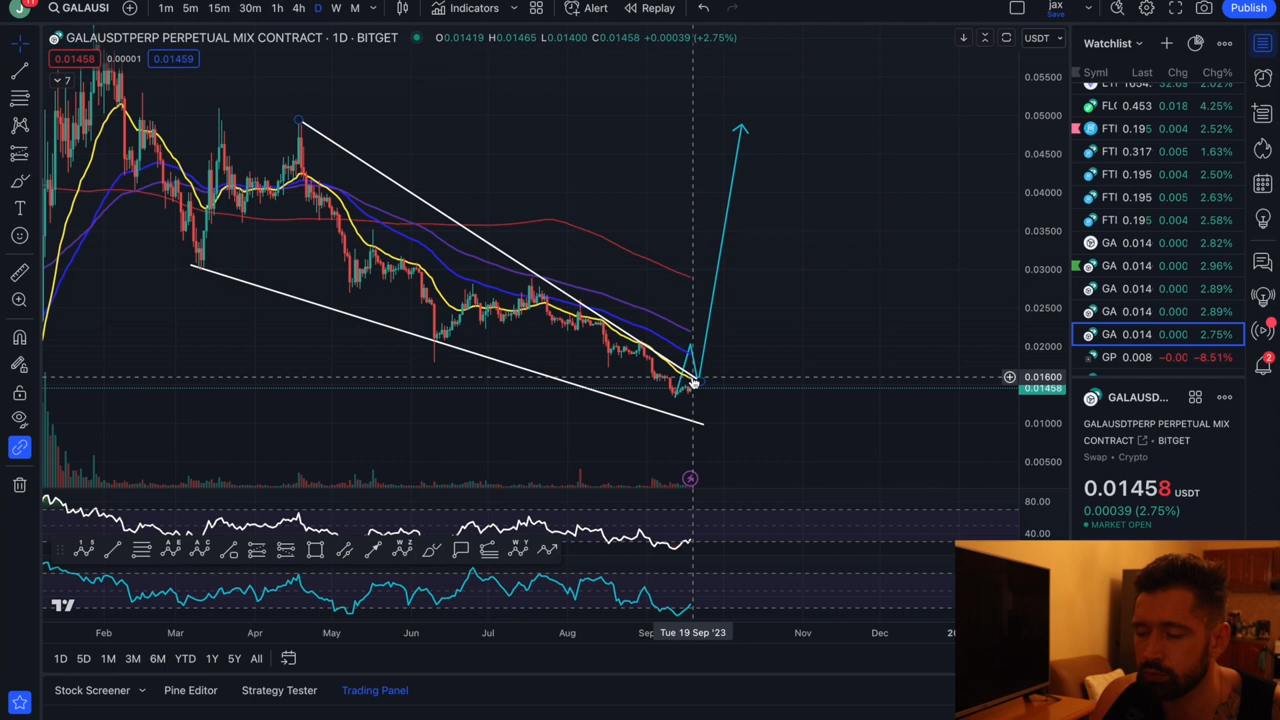 J 11 GALAUSI 1m 5m 15m 30m 1h 4h D W M Indicators Alert Replay jax Publish
GALAUSDTPERP PERPETUAL MIX CONTRACT · 1D · BITGET O0.01419 H0.01465 L0.01400 C0.01458 +0.00039 (+2.75%) USDT
0.01458 0.00001 0.01459
7
0.05500
0.05000
0.04500
0.04000
0.03500
0.03000
0.02500
0.02000
0.01600
0.01458
0.01000
0.00500
80.00
40.00
Feb Mar Apr May Jun Jul Aug Sep Tue 19 Sep '23 Nov Dec
1D 5D 1M 3M 6M YTD 1Y 5Y All
Stock Screener Pine Editor Strategy Tester Trading Panel
Watchlist
Symb Last Chg Chg%
FL( 0.453 0.018 4.25%
FTI 0.195 0.004 2.52%
FTI 0.317 0.005 1.63%
FTI 0.195 0.004 2.50%
FTI 0.195 0.004 2.63%
FTI 0.195 0.004 2.58%
GA 0.014 0.000 2.82%
GA 0.014 0.000 2.96%
GA 0.014 0.000 2.89%
GA 0.014 0.000 2.89%
GA 0.014 0.000 2.75%
GP 0.008 −0.00 −8.51%
GALAUSD...
GALAUSDTPERP PERPETUAL MIX
CONTRACT · BITGET
Swap • Crypto
0.01458 USDT
0.00039 (2.75%)
MARKET OPEN